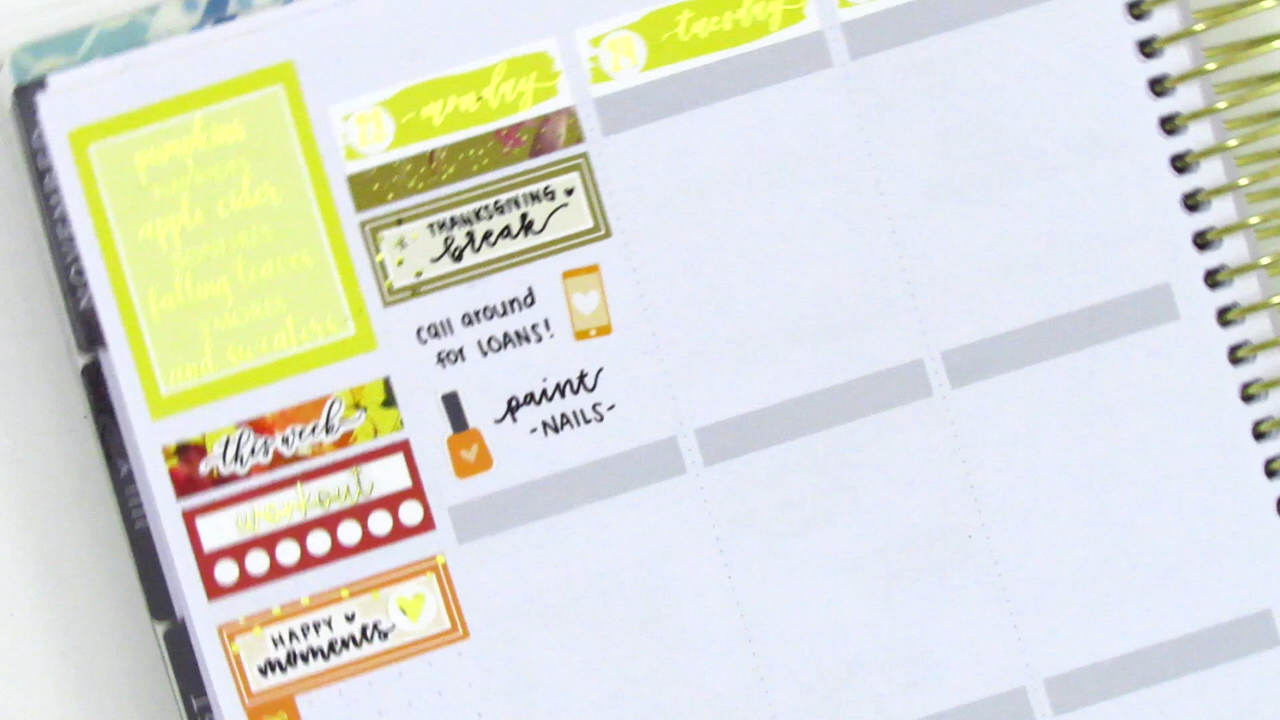 pumpkins
apple cider
falling leaves
and sweaters
this week
workout
HAPPY
moments
monday
THANKSGIVING
break
call around
for LOANS!
paint
-NAILS-
tuesday